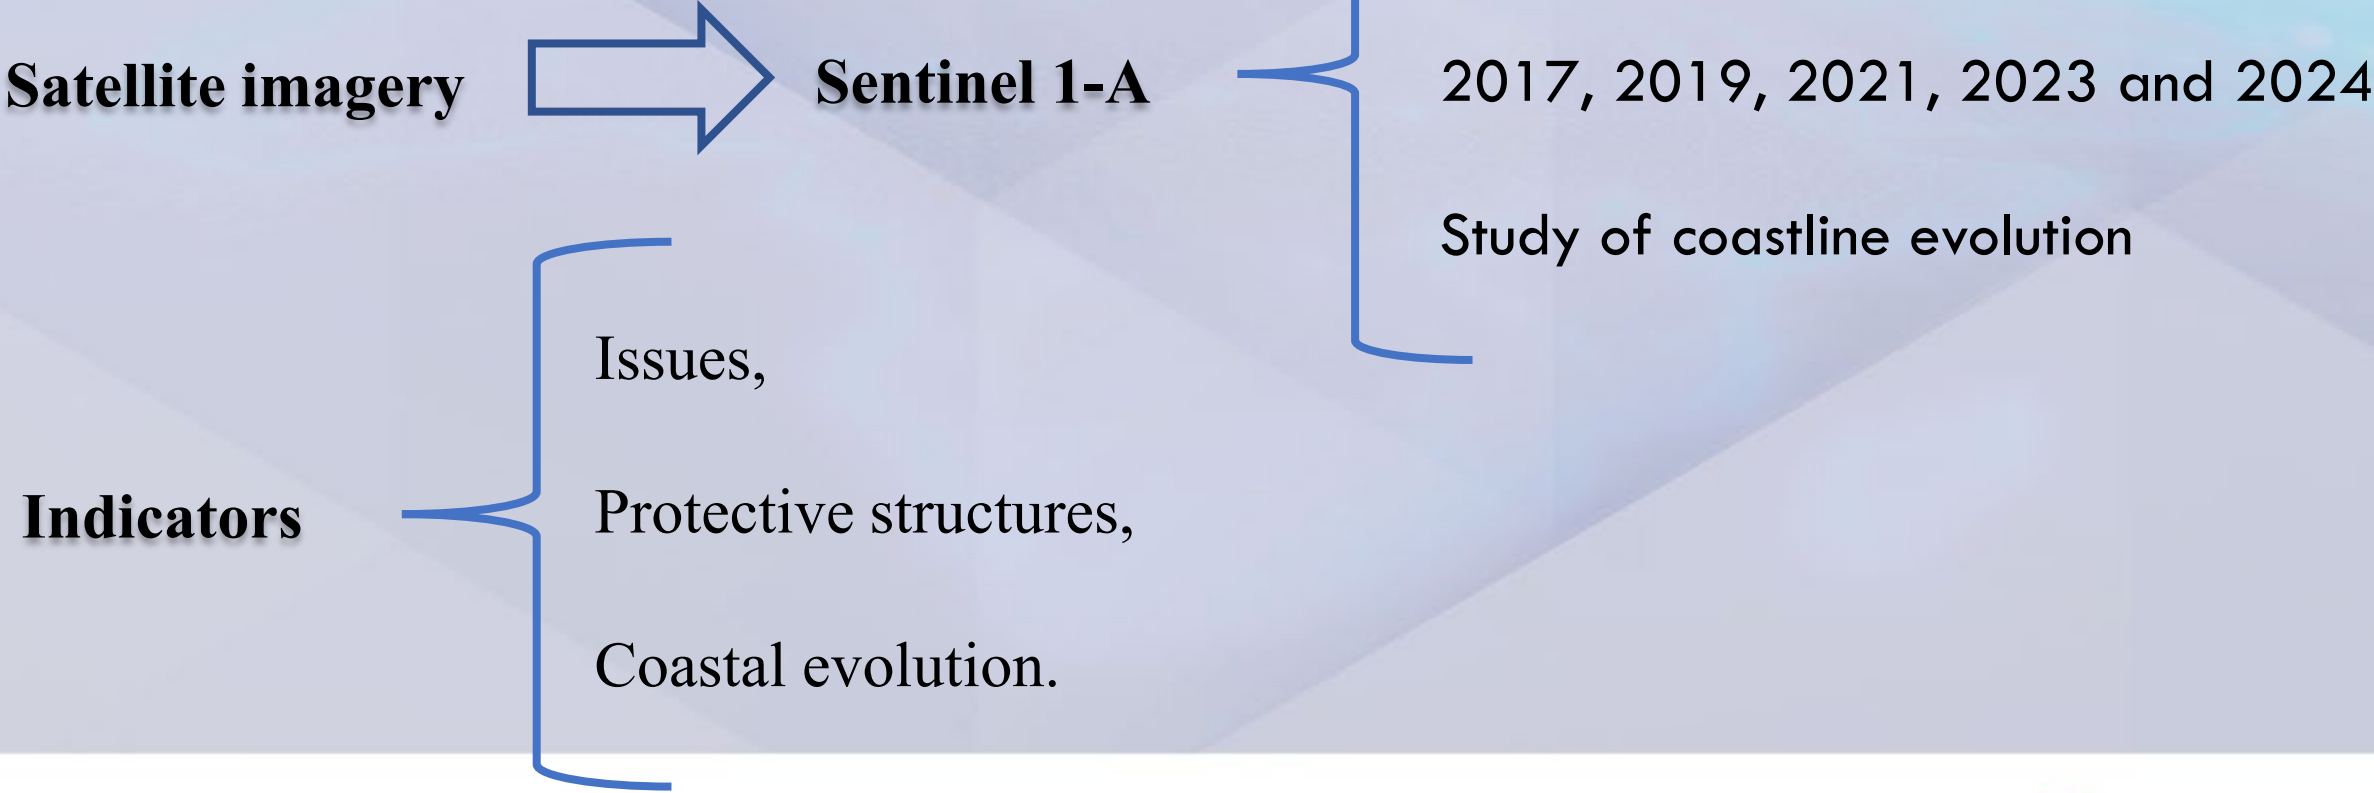 Satellite imagery
Sentinel 1-A
2017, 2019, 2021, 2023 and 2024
Study of coastline evolution
Indicators
Issues,
Protective structures,
Coastal evolution.